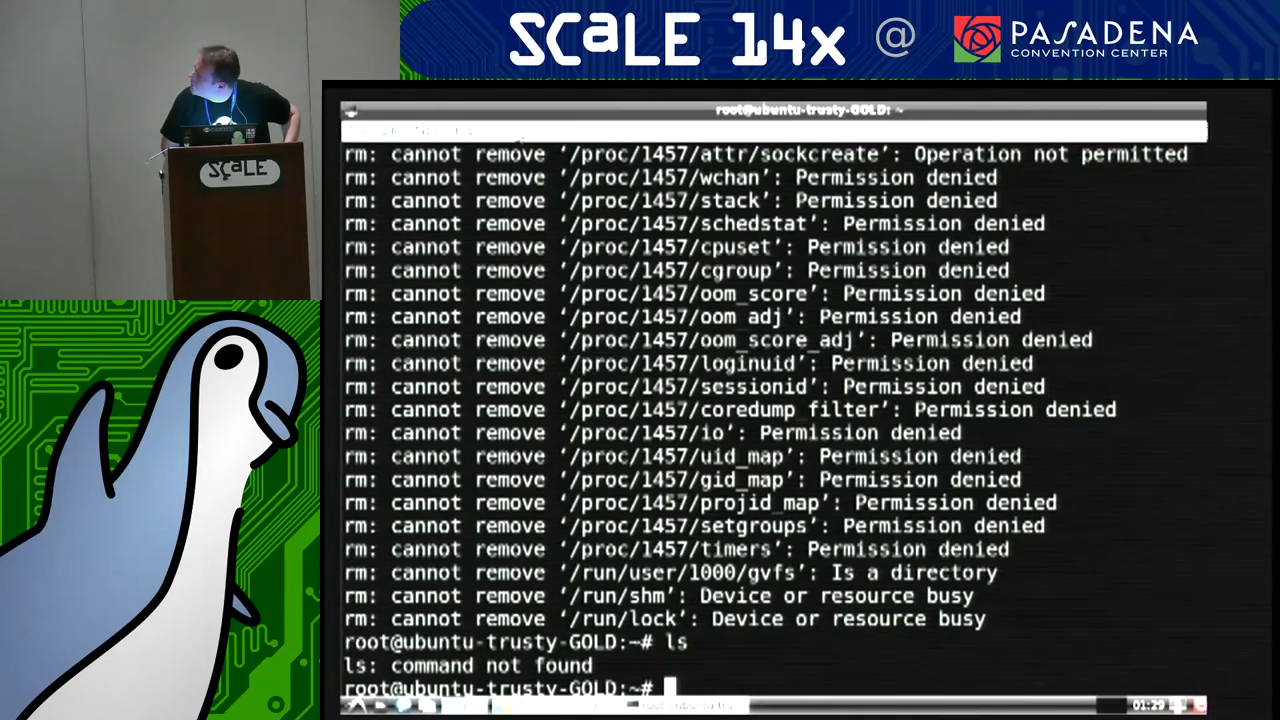 SCALE 14x @ PASADENA
CONVENTION CENTER
SCALE
root@ubuntu-trusty-GOLD: ~
rm: cannot remove ‘/proc/1457/attr/sockcreate’: Operation not permitted
rm: cannot remove ‘/proc/1457/wchan’: Permission denied
rm: cannot remove ‘/proc/1457/stack’: Permission denied
rm: cannot remove ‘/proc/1457/schedstat’: Permission denied
rm: cannot remove ‘/proc/1457/cpuset’: Permission denied
rm: cannot remove ‘/proc/1457/cgroup’: Permission denied
rm: cannot remove ‘/proc/1457/oom_score’: Permission denied
rm: cannot remove ‘/proc/1457/oom_adj’: Permission denied
rm: cannot remove ‘/proc/1457/oom_score_adj’: Permission denied
rm: cannot remove ‘/proc/1457/loginuid’: Permission denied
rm: cannot remove ‘/proc/1457/sessionid’: Permission denied
rm: cannot remove ‘/proc/1457/coredump_filter’: Permission denied
rm: cannot remove ‘/proc/1457/io’: Permission denied
rm: cannot remove ‘/proc/1457/uid_map’: Permission denied
rm: cannot remove ‘/proc/1457/gid_map’: Permission denied
rm: cannot remove ‘/proc/1457/projid_map’: Permission denied
rm: cannot remove ‘/proc/1457/setgroups’: Permission denied
rm: cannot remove ‘/proc/1457/timers’: Permission denied
rm: cannot remove ‘/run/user/1000/gvfs’: Is a directory
rm: cannot remove ‘/run/shm’: Device or resource busy
rm: cannot remove ‘/run/lock’: Device or resource busy
root@ubuntu-trusty-GOLD:~# ls
ls: command not found
root@ubuntu-trusty-GOLD:~#
01:29